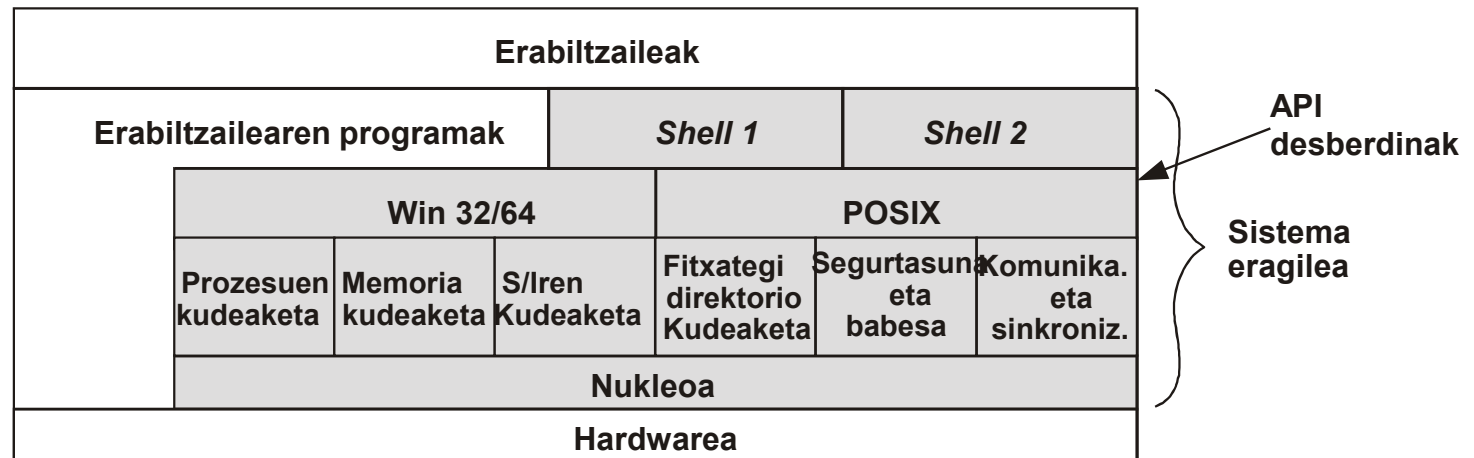 Erabiltzaileak
Erabiltzailearen programak
Shell 1
Shell 2
API
desberdinak
Win 32/64
POSIX
Sistema
eragilea
Prozesuen
kudeaketa
Memoria
kudeaketa
S/Iren
Kudeaketa
Fitxategi
direktorio
Kudeaketa
Segurtasuna
eta
babesa
Komunika.
eta
sinkroniz.
Nukleoa
Hardwarea